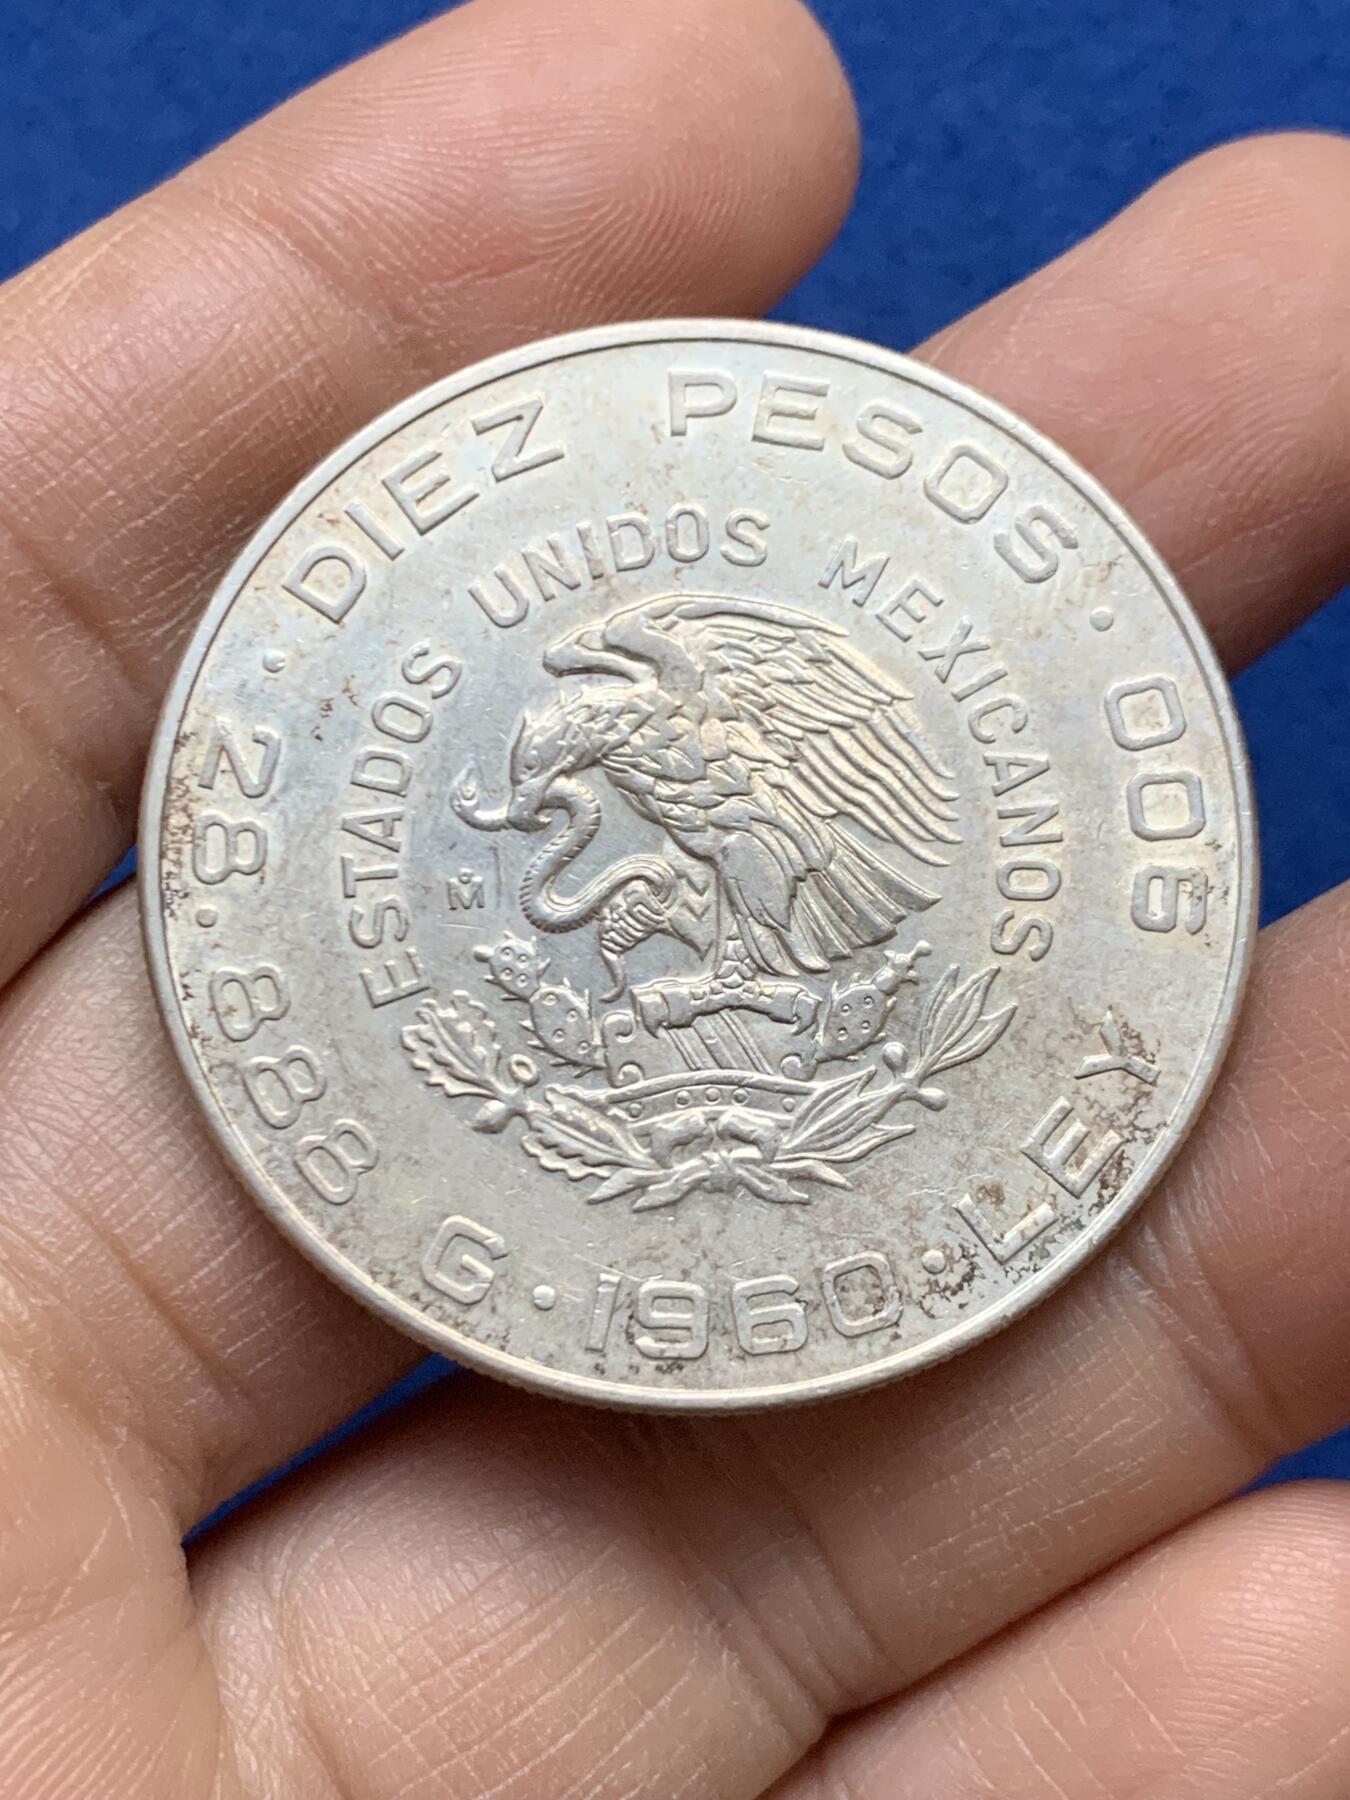 · DIEZ PESOS ·
900 LEY · 1960 · 28.888 G
ESTADOS UNIDOS MEXICANOS
M̊